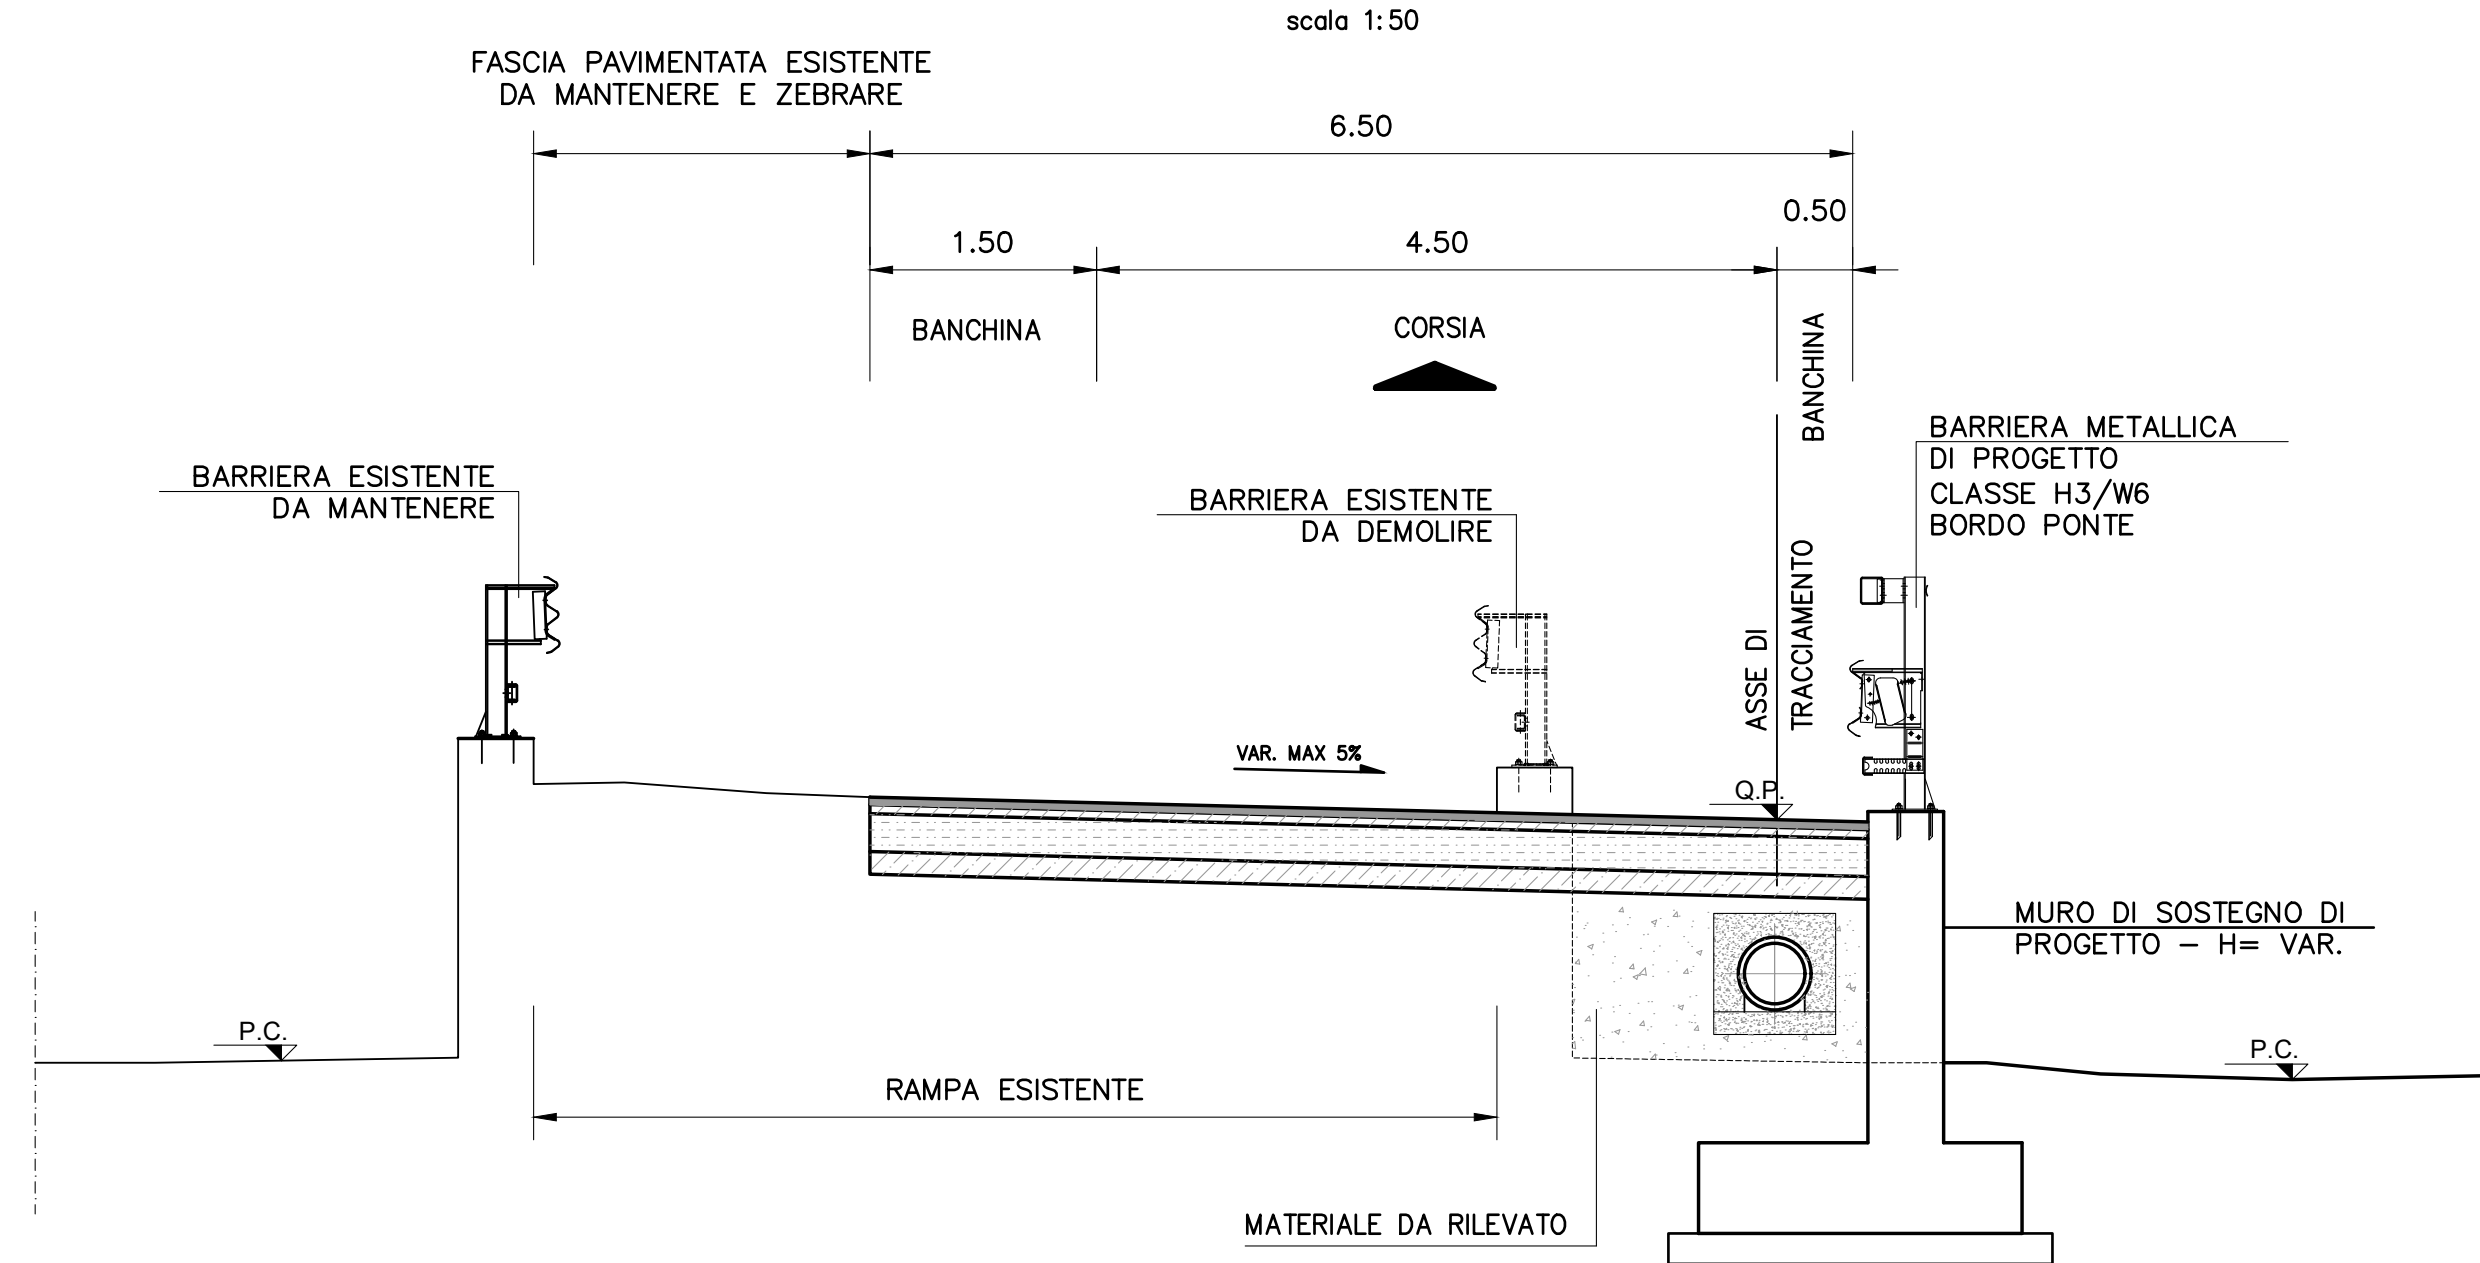 scala 1:50
FASCIA PAVIMENTATA ESISTENTE
DA MANTENERE E ZEBRARE
6.50
0.50
1.50
4.50
BANCHINA
CORSIA
BANCHINA
BARRIERA METALLICA
DI PROGETTO
CLASSE H3/W6
BORDO PONTE
BARRIERA ESISTENTE
DA MANTENERE
BARRIERA ESISTENTE
DA DEMOLIRE
ASSE DI
TRACCIAMENTO
VAR. MAX 5%
Q.P.
MURO DI SOSTEGNO DI
PROGETTO – H= VAR.
P.C.
P.C.
RAMPA ESISTENTE
MATERIALE DA RILEVATO